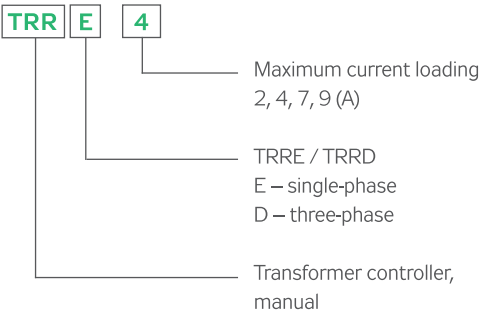 TRR E 4
Maximum current loading
2, 4, 7, 9 (A)
TRRE / TRRD
E – single-phase
D – three-phase
Transformer controller,
manual